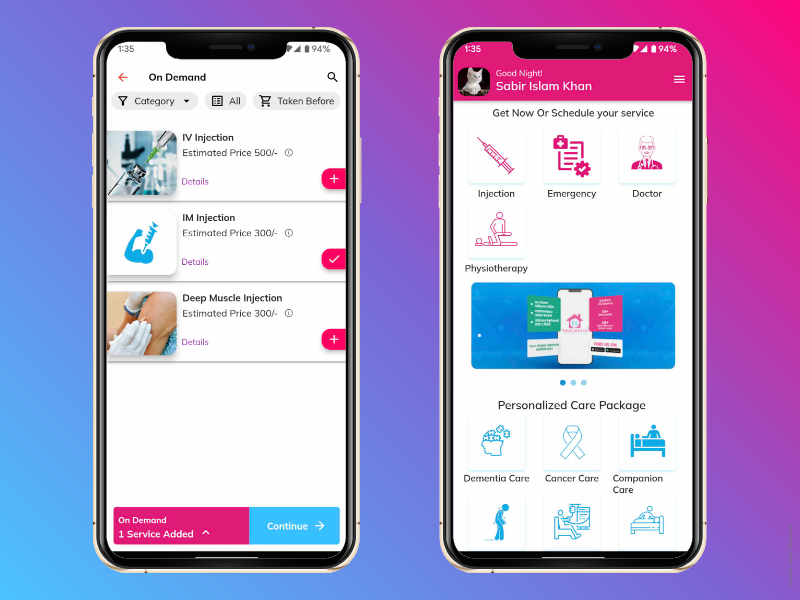 1:35
94%
On Demand
Category
All
Taken Before
IV Injection
Estimated Price 500/-
Details
IM Injection
Estimated Price 300/-
Details
Deep Muscle Injection
Estimated Price 300/-
Details
On Demand
1 Service Added
Continue
1:35
94%
Good Night!
Sabir Islam Khan
Get Now Or Schedule your service
Injection
Emergency
Doctor
Physiotherapy
Personalized Care Package
Dementia Care
Cancer Care
Companion
Care